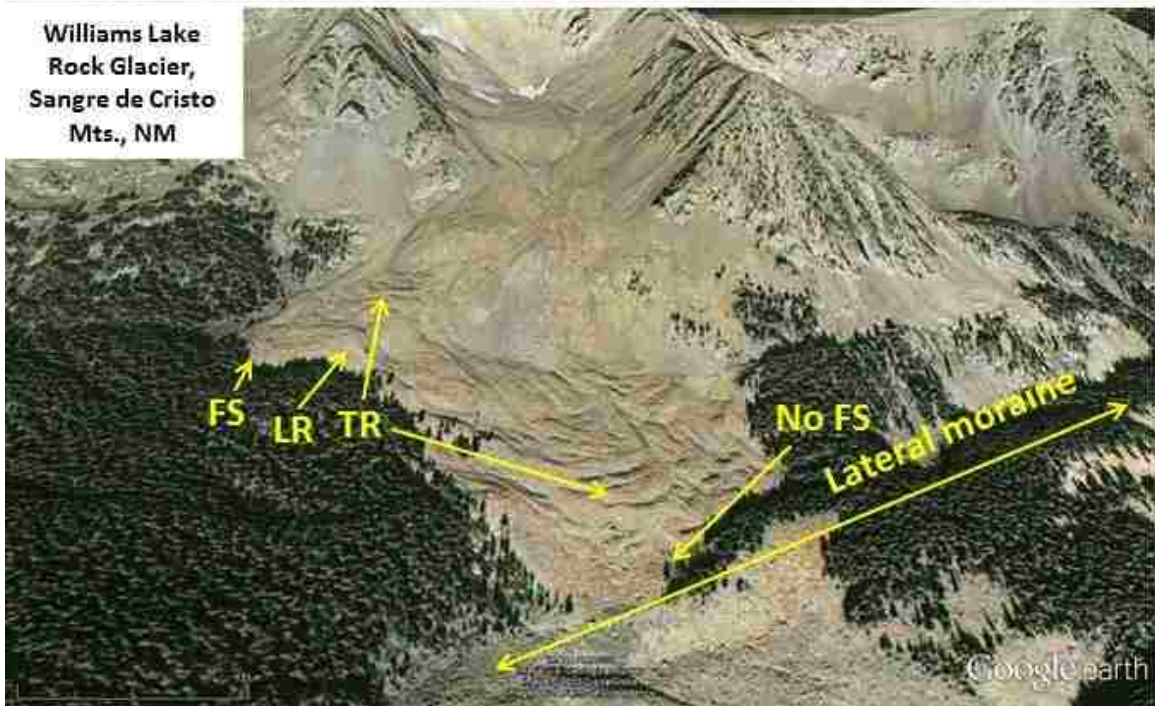 Williams Lake
Rock Glacier,
Sangre de Cristo
Mts., NM
FS
LR
TR
No FS
Lateral moraine
Google earth